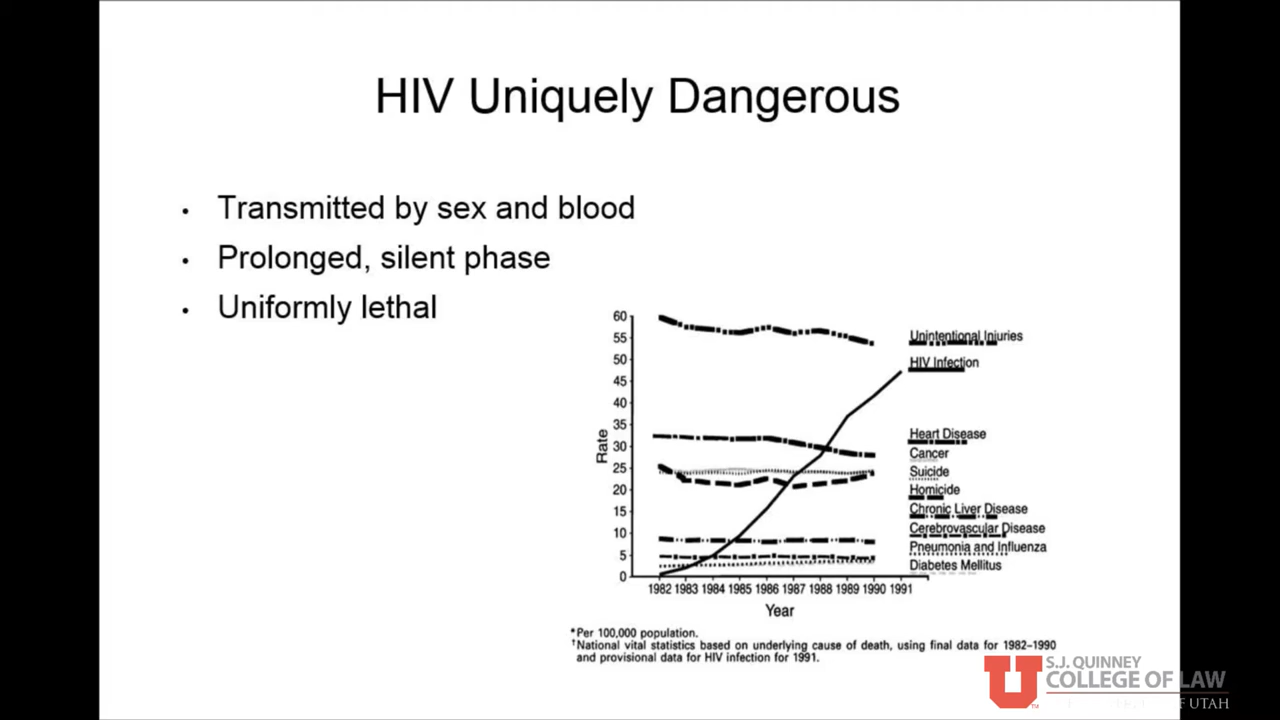 HIV Uniquely Dangerous
• Transmitted by sex and blood
• Prolonged, silent phase
• Uniformly lethal
60
55
50
45
40
35
30
25
20
15
10
5
0
Rate
Unintentional Injuries
HIV Infection
Heart Disease
Cancer
Suicide
Homicide
Chronic Liver Disease
Cerebrovascular Disease
Pneumonia and Influenza
Diabetes Mellitus
1982 1983 1984 1985 1986 1987 1988 1989 1990 1991
Year
*Per 100,000 population.
†National vital statistics based on underlying cause of death, using final data for 1982–1990
and provisional data for HIV infection for 1991.
U
TM
S.J. QUINNEY
COLLEGE OF LAW
OF UTAH